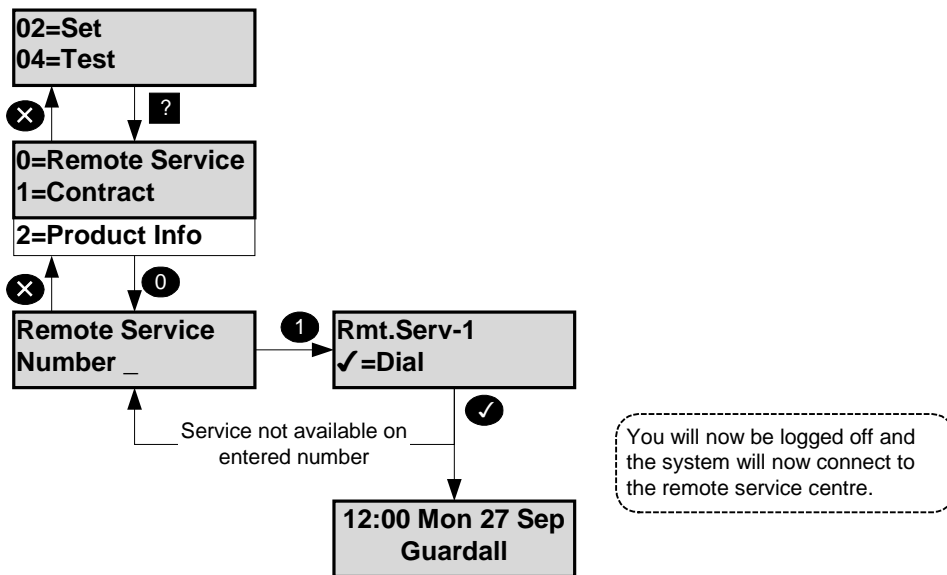 02=Set
04=Test
?
0=Remote Service
1=Contract
2=Product Info
0
Remote Service
Number _
1
Rmt.Serv-1
✓=Dial
Service not available on
entered number
You will now be logged off and
the system will now connect to
the remote service centre.
12:00 Mon 27 Sep
Guardall